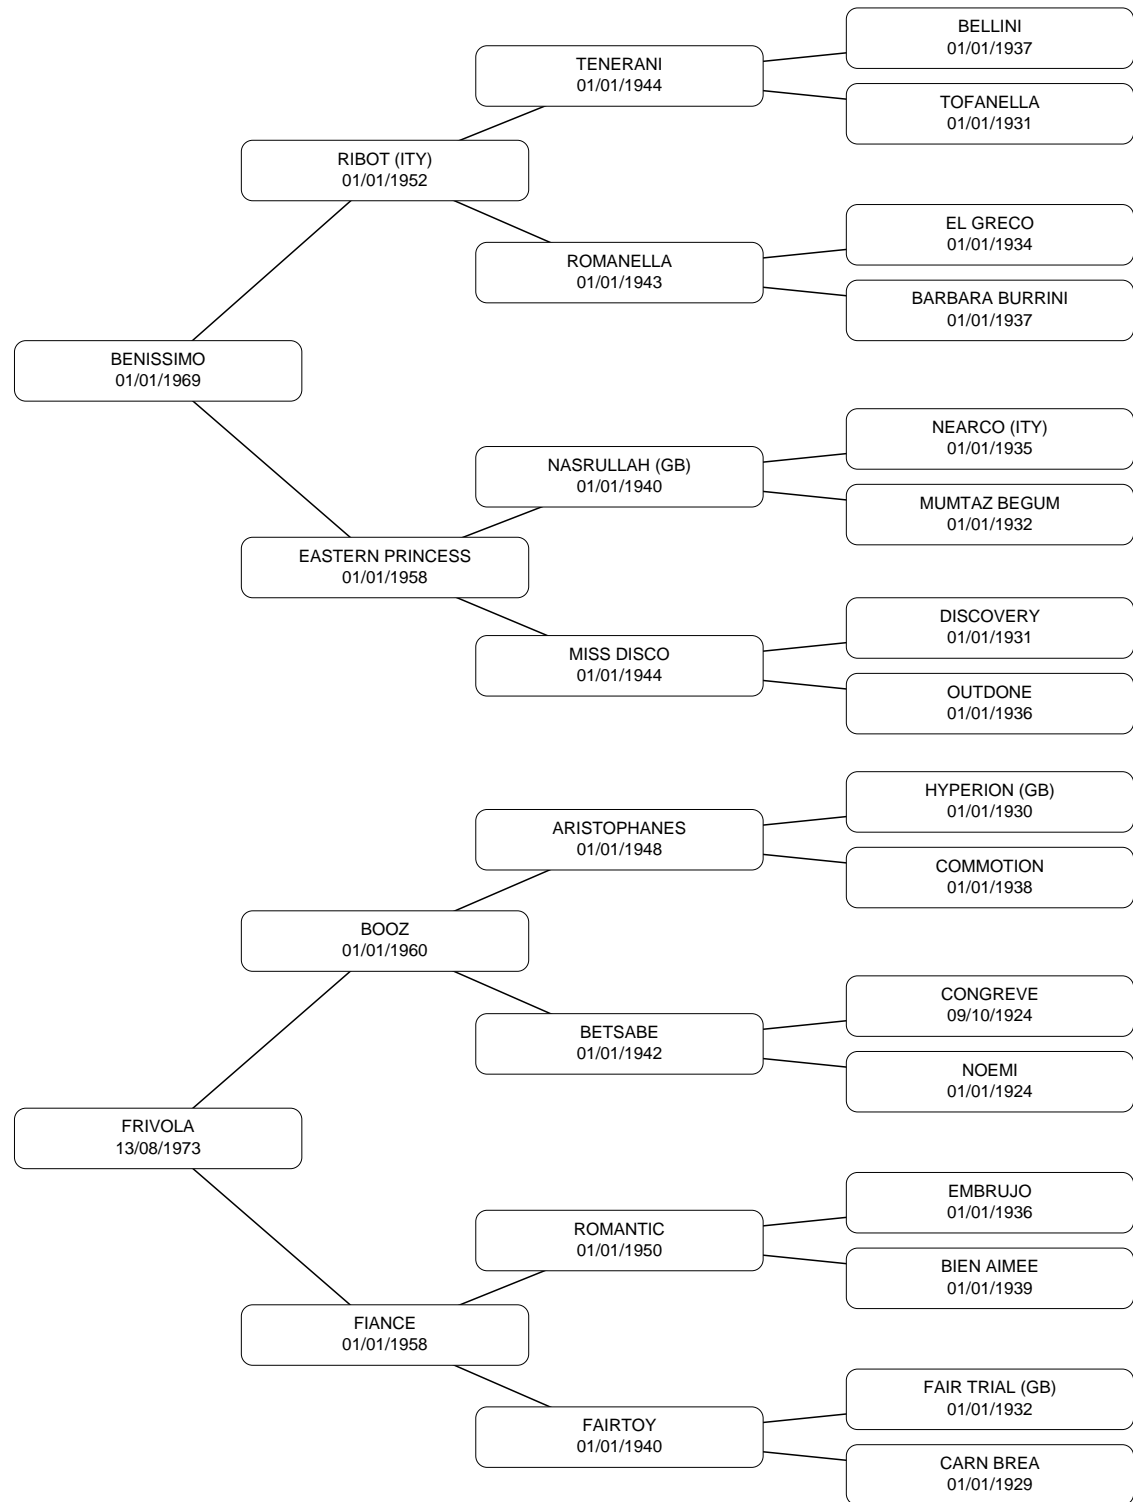 BELLINI
01/01/1937
TENERANI
01/01/1944
TOFANELLA
01/01/1931
RIBOT (ITY)
01/01/1952
EL GRECO
01/01/1934
ROMANELLA
01/01/1943
BARBARA BURRINI
01/01/1937
BENISSIMO
01/01/1969
NEARCO (ITY)
01/01/1935
NASRULLAH (GB)
01/01/1940
MUMTAZ BEGUM
01/01/1932
EASTERN PRINCESS
01/01/1958
DISCOVERY
01/01/1931
MISS DISCO
01/01/1944
OUTDONE
01/01/1936
HYPERION (GB)
01/01/1930
ARISTOPHANES
01/01/1948
COMMOTION
01/01/1938
BOOZ
01/01/1960
CONGREVE
09/10/1924
BETSABE
01/01/1942
NOEMI
01/01/1924
FRIVOLA
13/08/1973
EMBRUJO
01/01/1936
ROMANTIC
01/01/1950
BIEN AIMEE
01/01/1939
FIANCE
01/01/1958
FAIR TRIAL (GB)
01/01/1932
FAIRTOY
01/01/1940
CARN BREA
01/01/1929